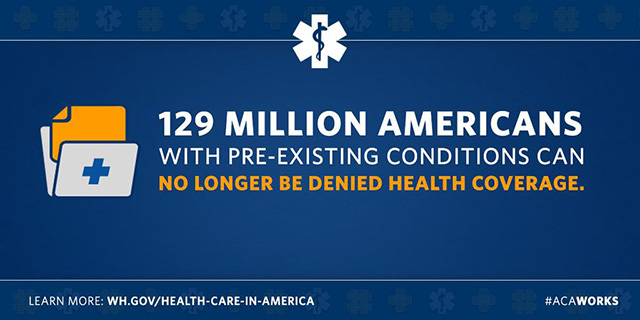 129 MILLION AMERICANS
WITH PRE-EXISTING CONDITIONS CAN
NO LONGER BE DENIED HEALTH COVERAGE.
LEARN MORE: WH.GOV/HEALTH-CARE-IN-AMERICA
#ACAWORKS